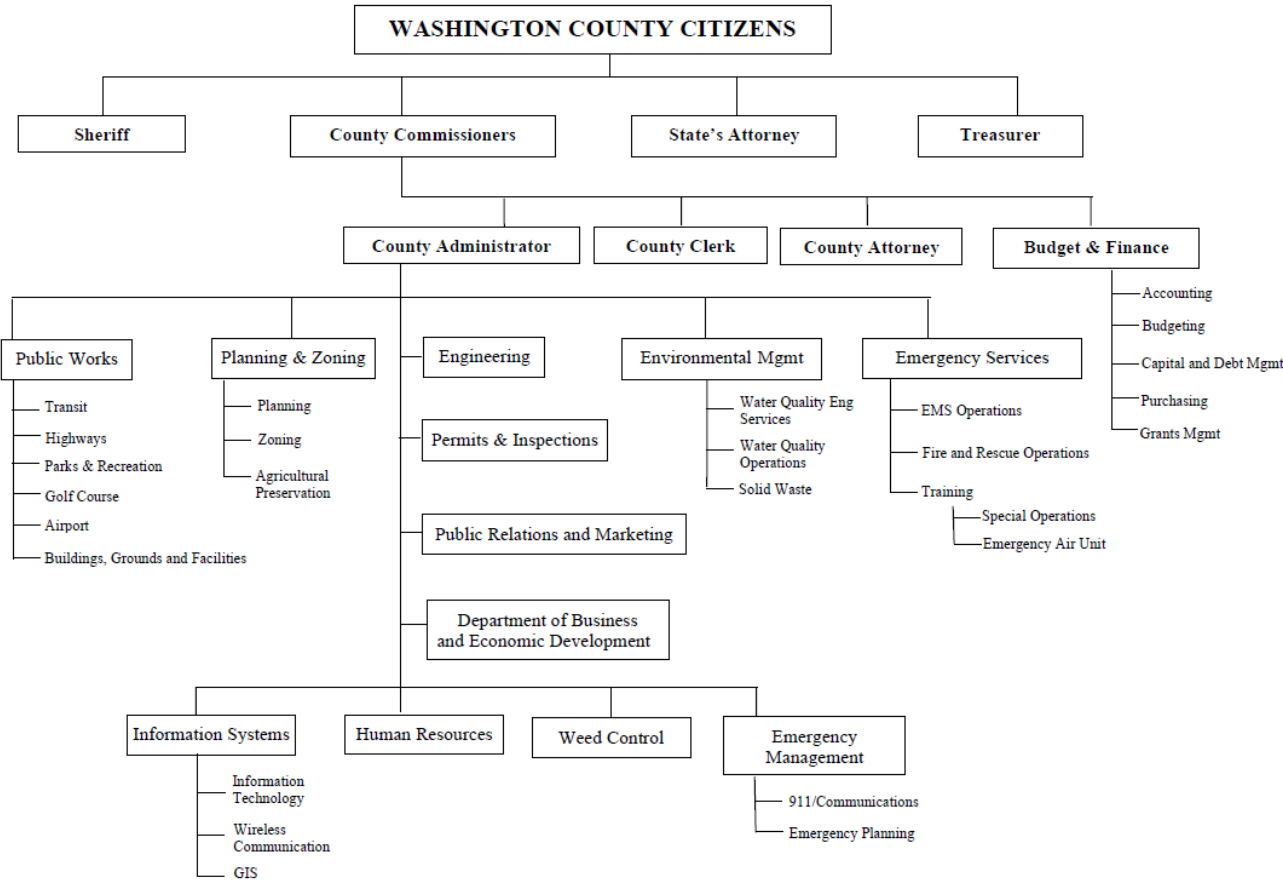 WASHINGTON COUNTY CITIZENS
Sheriff
County Commissioners
State's Attorney
Treasurer
County Administrator
County Clerk
County Attorney
Budget & Finance
Accounting
Budgeting
Capital and Debt Mgmt
Purchasing
Grants Mgmt
Public Works
Transit
Highways
Parks & Recreation
Golf Course
Airport
Buildings, Grounds and Facilities
Planning & Zoning
Planning
Zoning
Agricultural
Preservation
Engineering
Permits & Inspections
Public Relations and Marketing
Department of Business
and Economic Development
Environmental Mgmt
Water Quality Eng
Services
Water Quality
Operations
Solid Waste
Emergency Services
EMS Operations
Fire and Rescue Operations
Training
Special Operations
Emergency Air Unit
Information Systems
Information
Technology
Wireless
Communication
GIS
Human Resources
Weed Control
Emergency
Management
911/Communications
Emergency Planning